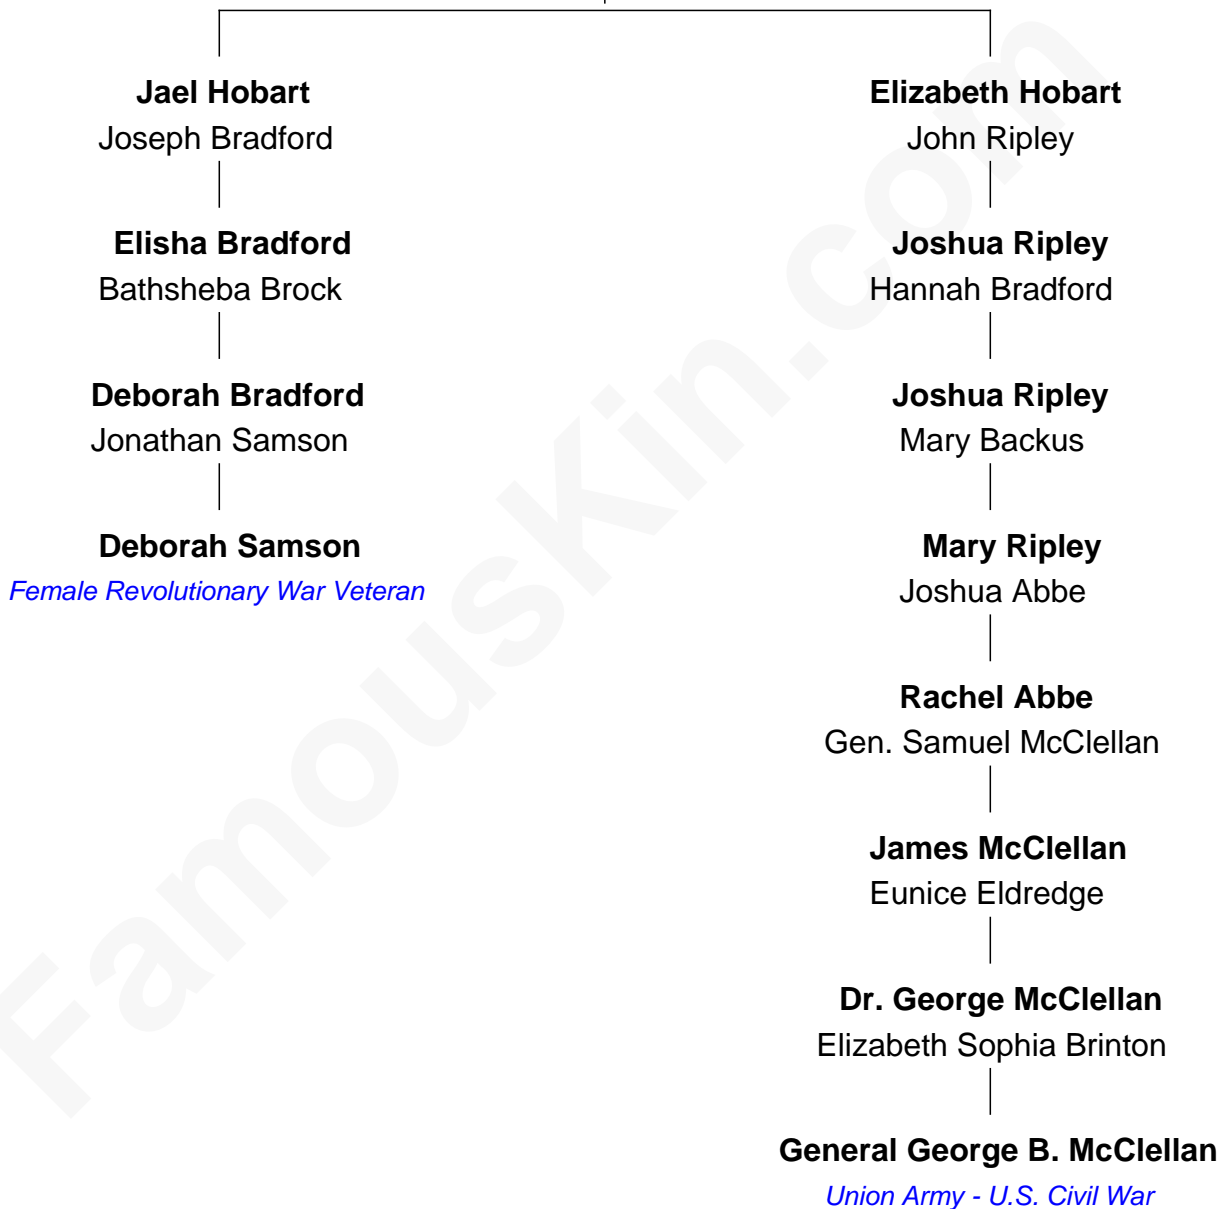 Jael Hobart
Joseph Bradford
Elisha Bradford
Bathsheba Brock
Deborah Bradford
Jonathan Samson
Deborah Samson
Female Revolutionary War Veteran
Elizabeth Hobart
John Ripley
Joshua Ripley
Hannah Bradford
Joshua Ripley
Mary Backus
Mary Ripley
Joshua Abbe
Rachel Abbe
Gen. Samuel McClellan
James McClellan
Eunice Eldredge
Dr. George McClellan
Elizabeth Sophia Brinton
General George B. McClellan
Union Army - U.S. Civil War
FamousKin.com